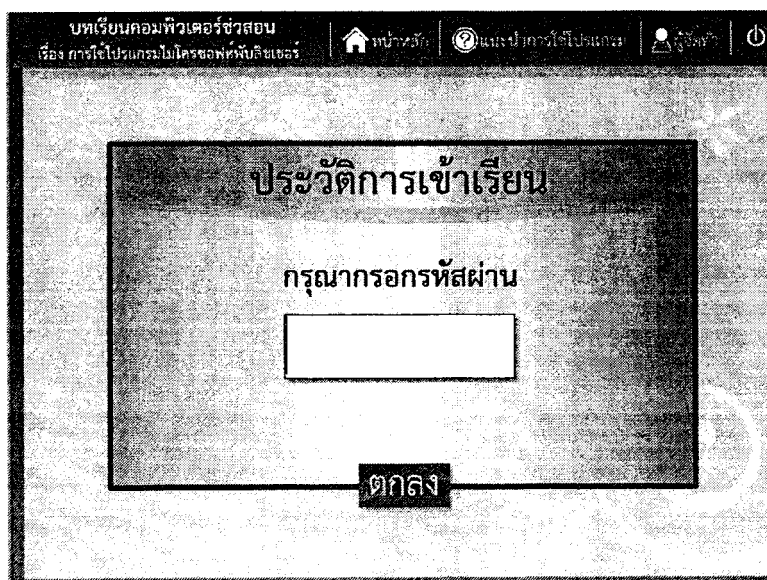 บทเรียนคอมพิวเตอร์ช่วยสอน
เรื่อง การใช้โปรแกรมไมโครซอฟต์พับลิชเชอร์
หน้าหลัก
แนะนำการใช้โปรแกรม
ผู้จัดทำ
ประวัติการเข้าเรียน
กรุณากรอกรหัสผ่าน
ตกลง